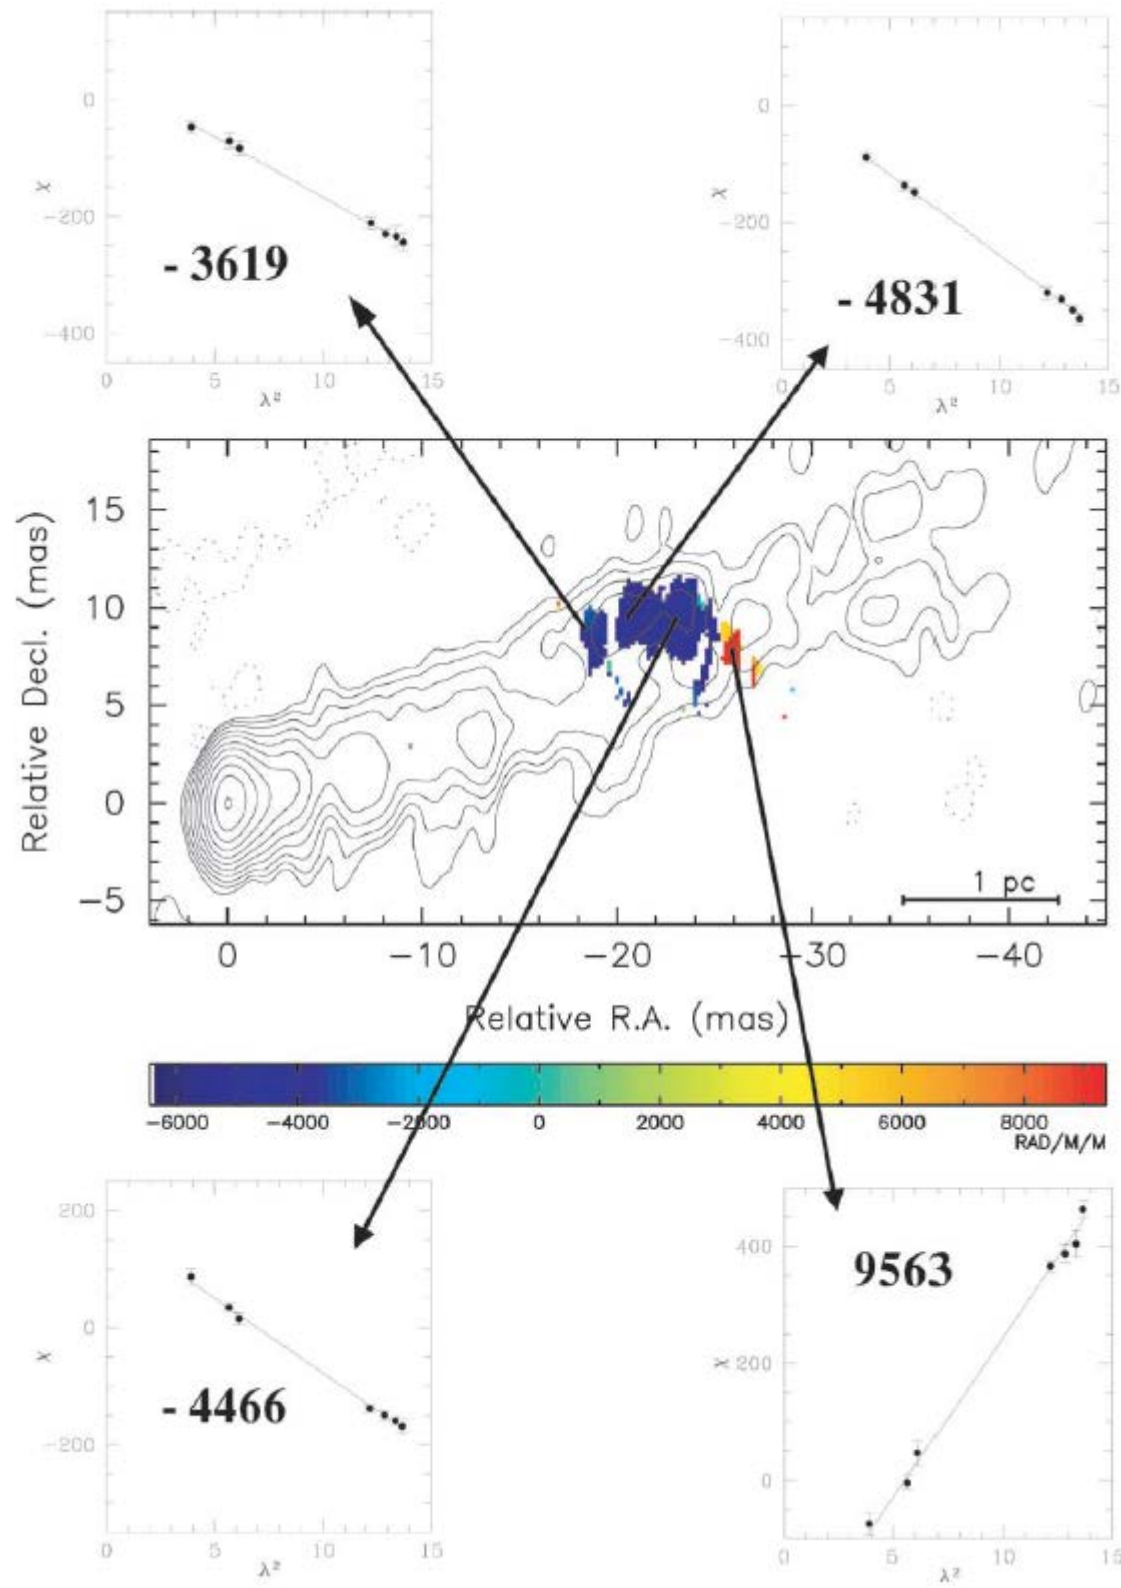 0
-200
-400
χ
- 3619
0 5 10 15
λ²
0
-200
-400
χ
- 4831
0 5 10 15
λ²
15
10
5
0
-5
Relative Decl. (mas)
1 pc
0 -10 -20 -30 -40
Relative R.A. (mas)
-6000 -4000 -2000 0 2000 4000 6000 8000
RAD/M/M
200
0
-200
χ
- 4466
0 5 10 15
λ²
400
200
0
χ
9563
0 5 10 15
λ²